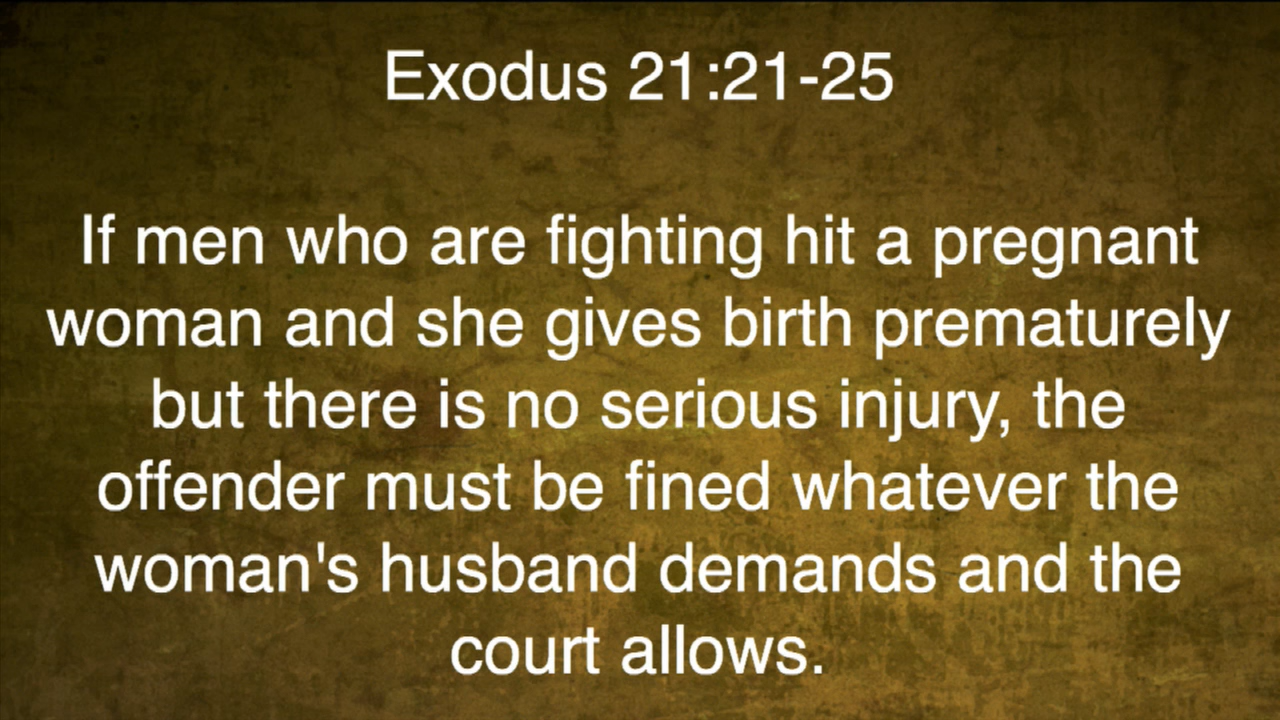 Exodus 21:21-25
If men who are fighting hit a pregnant
woman and she gives birth prematurely
but there is no serious injury, the
offender must be fined whatever the
woman's husband demands and the
court allows.